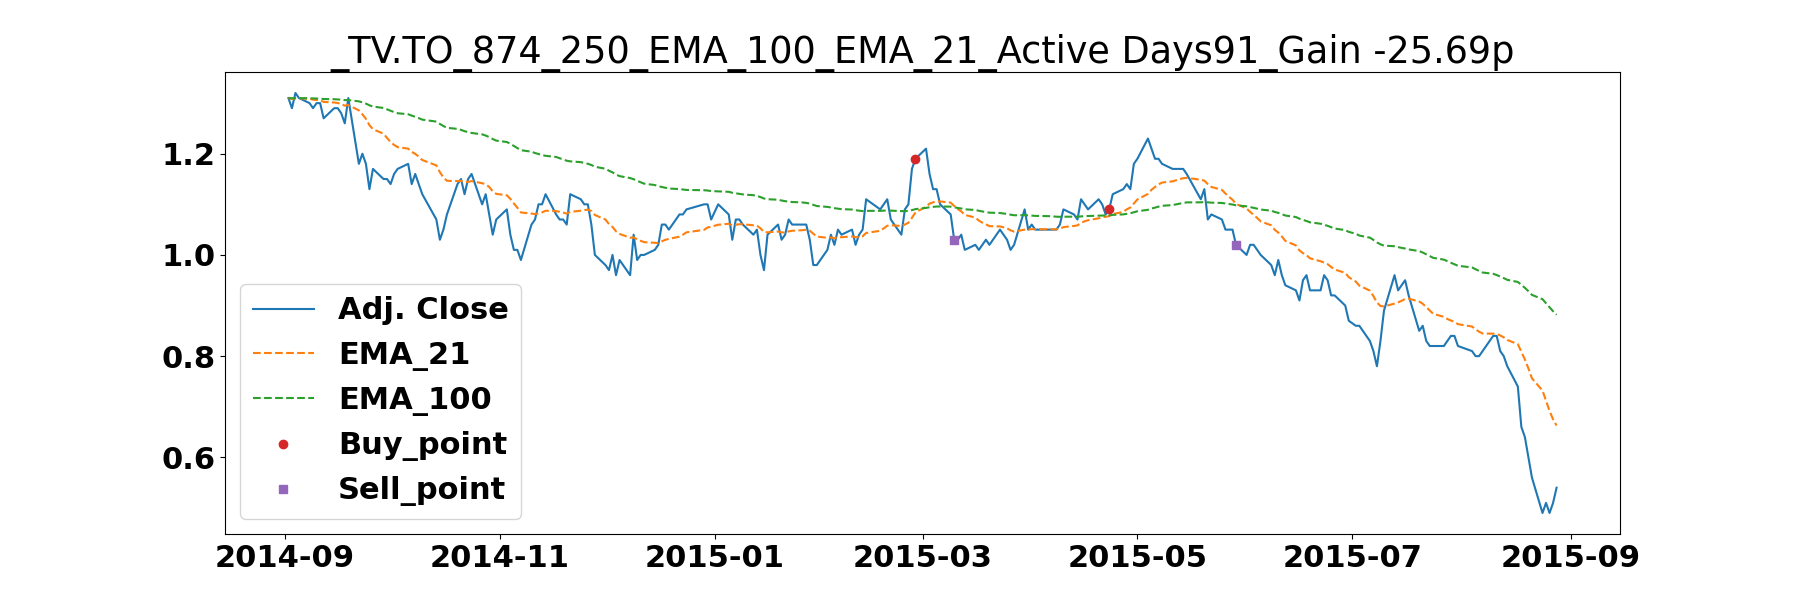 _TV.TO_874_250_EMA_100_EMA_21_Active Days91_Gain -25.69p
1.2
1.0
0.8
0.6
Adj. Close
EMA_21
EMA_100
Buy_point
Sell_point
2014-09 2014-11 2015-01 2015-03 2015-05 2015-07 2015-09